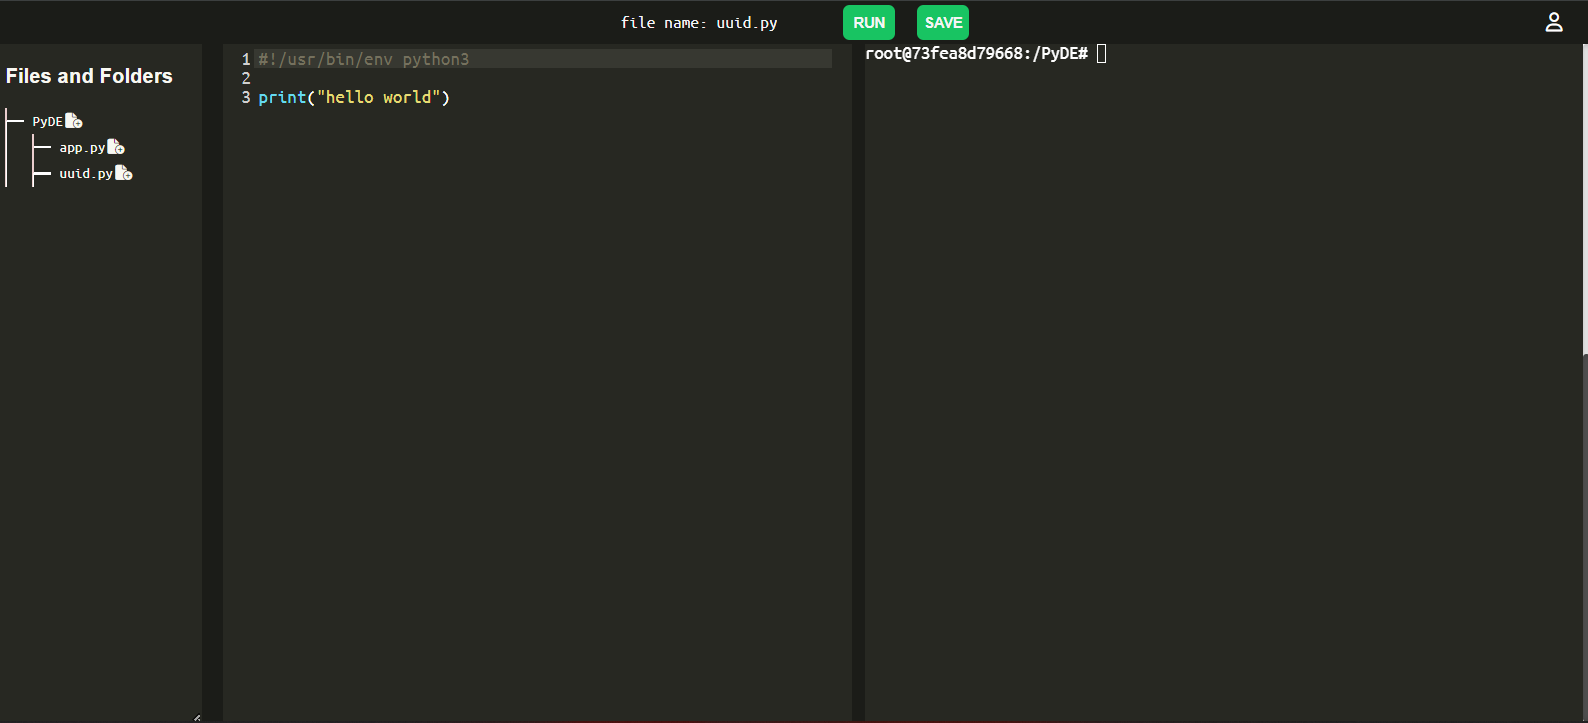 file name: uuid.py
RUN
SAVE
Files and Folders
PyDE
app.py
uuid.py
1 #!/usr/bin/env python3
2
3 print("hello world")
root@73fea8d79668:/PyDE#